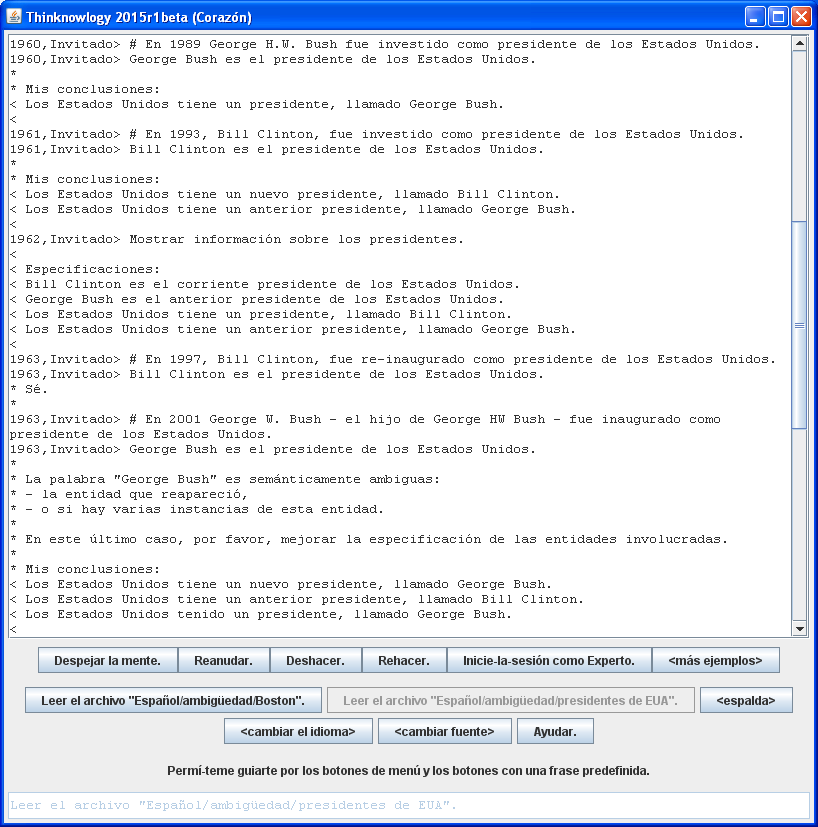 Thinknowlogy 2015r1beta (Corazón)
1960,Invitado> # En 1989 George H.W. Bush fue investido como presidente de los Estados Unidos.
1960,Invitado> George Bush es el presidente de los Estados Unidos.
*
* Mis conclusiones:
< Los Estados Unidos tiene un presidente, llamado George Bush.
<
1961,Invitado> # En 1993, Bill Clinton, fue investido como presidente de los Estados Unidos.
1961,Invitado> Bill Clinton es el presidente de los Estados Unidos.
*
* Mis conclusiones:
< Los Estados Unidos tiene un nuevo presidente, llamado Bill Clinton.
< Los Estados Unidos tiene un anterior presidente, llamado George Bush.
<
1962,Invitado> Mostrar información sobre los presidentes.
<
< Especificaciones:
< Bill Clinton es el corriente presidente de los Estados Unidos.
< George Bush es el anterior presidente de los Estados Unidos.
< Los Estados Unidos tiene un presidente, llamado Bill Clinton.
< Los Estados Unidos tiene un anterior presidente, llamado George Bush.
<
1963,Invitado> # En 1997, Bill Clinton, fue re-inaugurado como presidente de los Estados Unidos.
1963,Invitado> Bill Clinton es el presidente de los Estados Unidos.
* Sé.
*
1963,Invitado> # En 2001 George W. Bush - el hijo de George HW Bush - fue inaugurado como
presidente de los Estados Unidos.
1963,Invitado> George Bush es el presidente de los Estados Unidos.
*
* La palabra "George Bush" es semánticamente ambiguas:
* - la entidad que reapareció,
* - o si hay varias instancias de esta entidad.
*
* En este último caso, por favor, mejorar la especificación de las entidades involucradas.
*
* Mis conclusiones:
< Los Estados Unidos tiene un nuevo presidente, llamado George Bush.
< Los Estados Unidos tiene un anterior presidente, llamado Bill Clinton.
< Los Estados Unidos tenido un presidente, llamado George Bush.
<
Despejar la mente. Reanudar. Deshacer. Rehacer. Inicie-la-sesión como Experto. <más ejemplos>
Leer el archivo "Español/ambigüedad/Boston". Leer el archivo "Español/ambigüedad/presidentes de EUA". <espalda>
<cambiar el idioma> <cambiar fuente> Ayudar.
Permí-teme guiarte por los botones de menú y los botones con una frase predefinida.
Leer el archivo "Español/ambigüedad/presidentes de EUA".